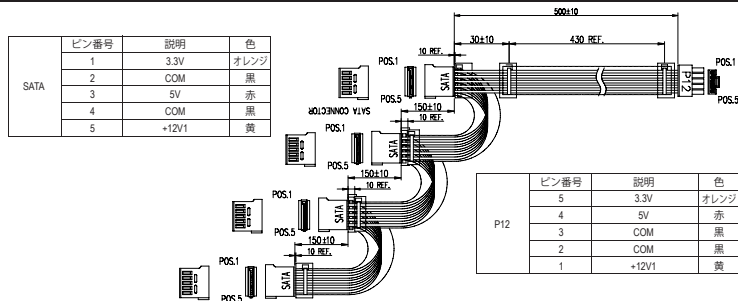 500±10
30±10
430 REF.
10 REF.
POS.1
SATA
POS.5
P12
POS.1
POS.5
SATA CONNECTOR
150±10
10 REF.
POS.1
SATA
POS.5
150±10
10 REF.
POS.1
SATA
POS.5
150±10
10 REF.
POS.1
SATA
POS.5
ピン番号 説明 色
SATA
1 3.3V オレンジ
2 COM 黒
3 5V 赤
4 COM 黒
5 +12V1 黄
ピン番号 説明 色
P12
5 3.3V オレンジ
4 5V 赤
3 COM 黒
2 COM 黒
1 +12V1 黄